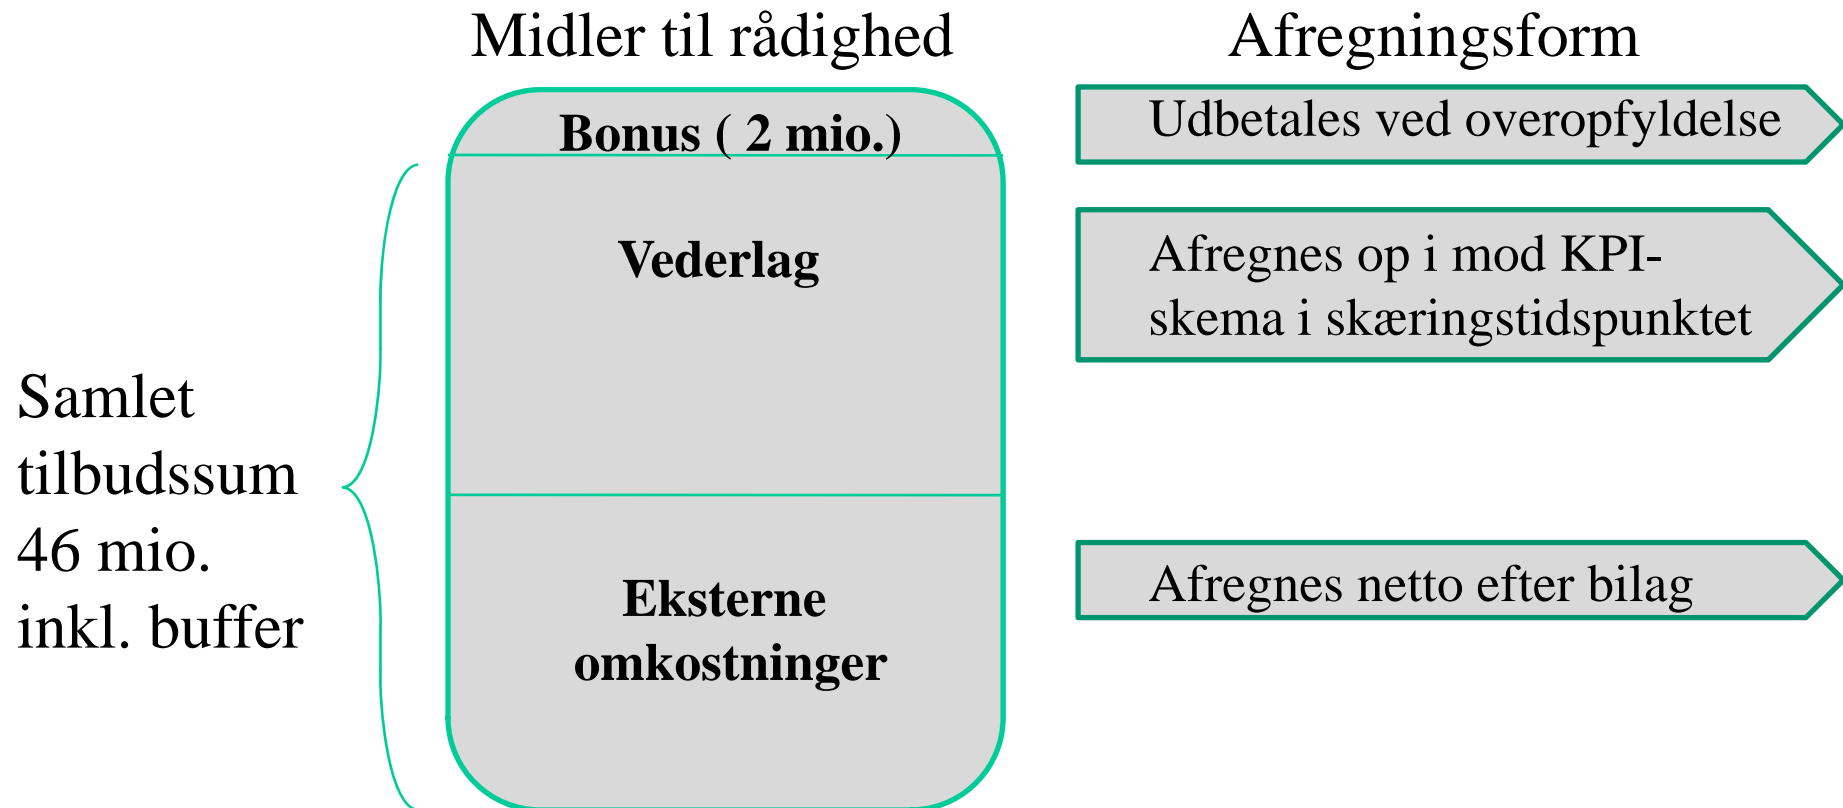 Midler til rådighed
Afregningsform
Bonus ( 2 mio.)
Udbetales ved overopfyldelse
Vederlag
Afregnes op i mod KPI-
skema i skæringstidspunktet
Samlet
tilbudssum
46 mio.
inkl. buffer
Eksterne
omkostninger
Afregnes netto efter bilag